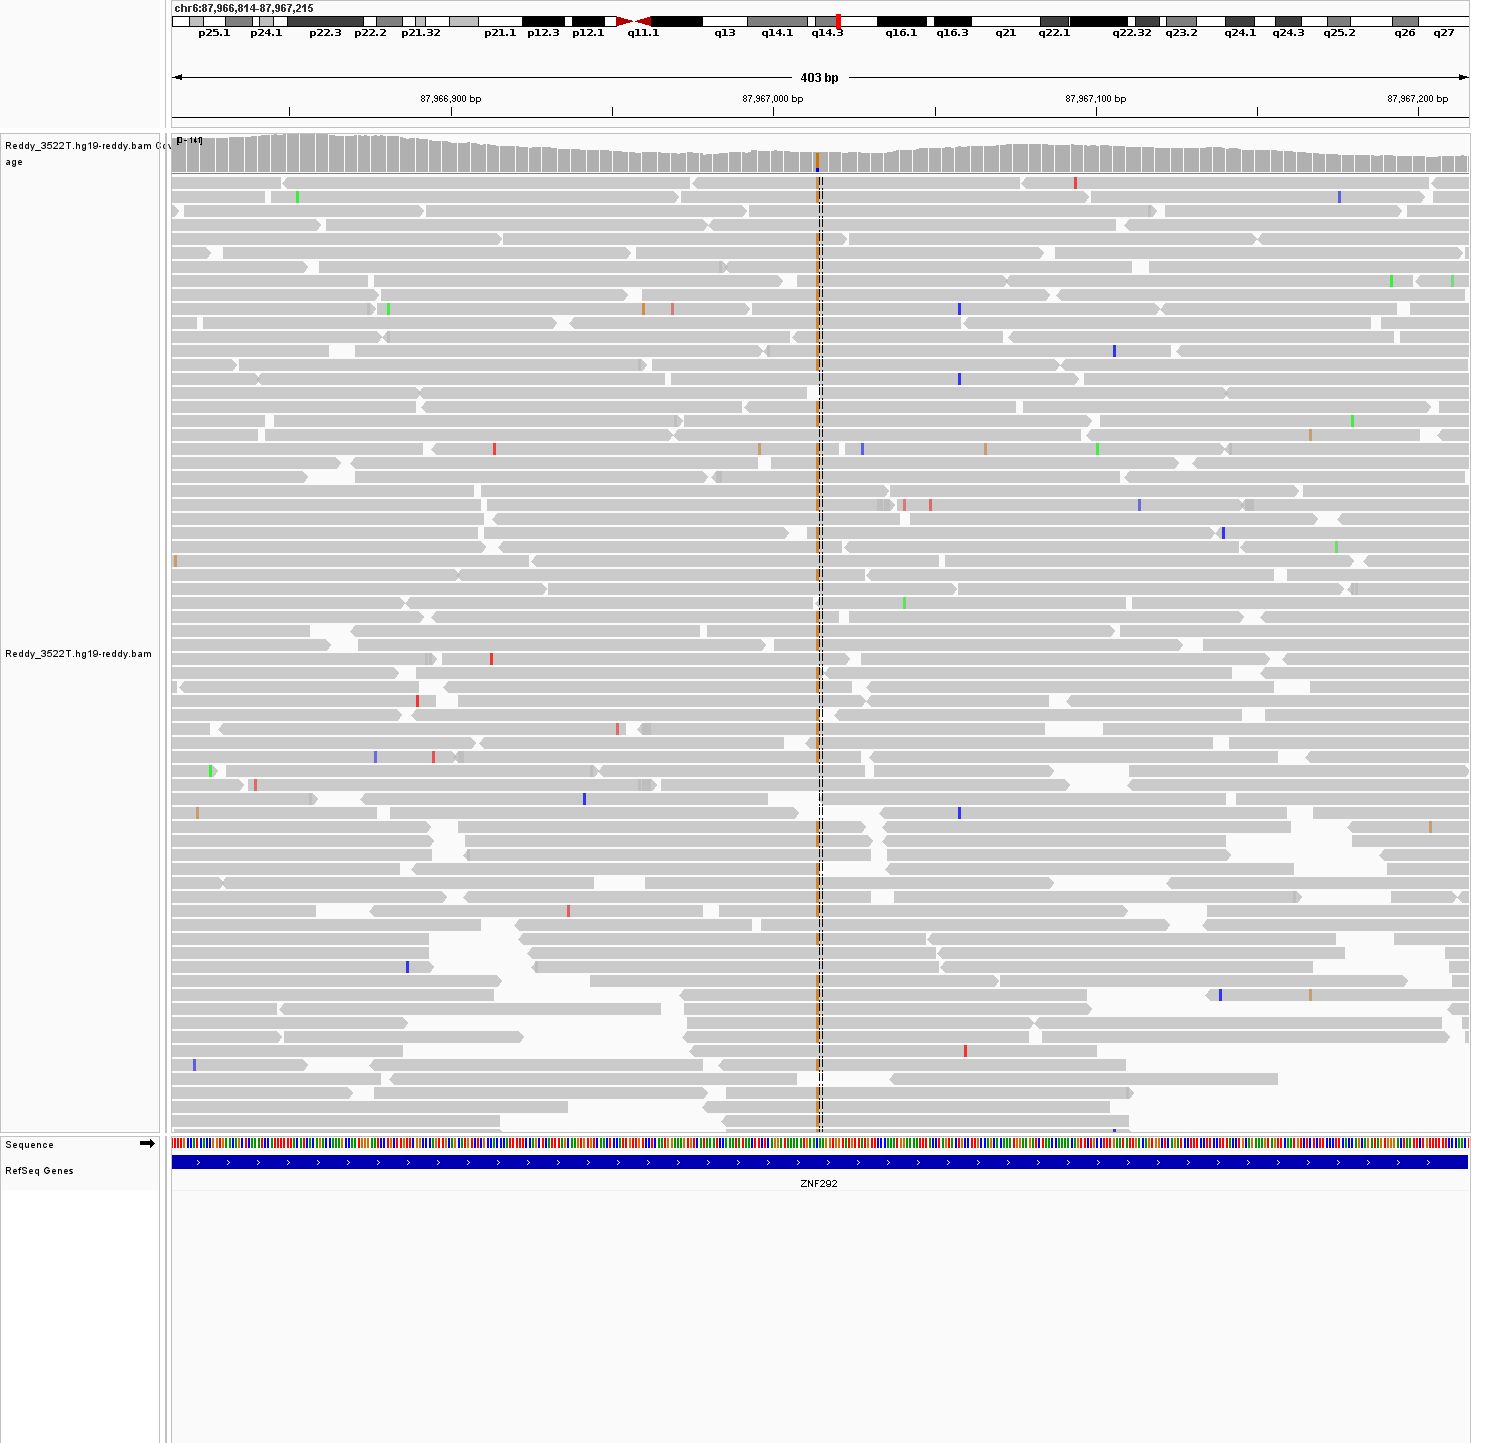 chr6:87,966,814-87,967,215
p25.1 p24.1 p22.3 p22.2 p21.32 p21.1 p12.3 p12.1 q11.1 q13 q14.1 q14.3 q16.1 q16.3 q21 q22.1 q22.32 q23.2 q24.1 q24.3 q25.2 q26 q27
403 bp
87,966,900 bp 87,967,000 bp 87,967,100 bp 87,967,200 bp
[0 - 141]
Reddy_3522T.hg19-reddy.bam Cov
age
Reddy_3522T.hg19-reddy.bam
Sequence
RefSeq Genes
ZNF292